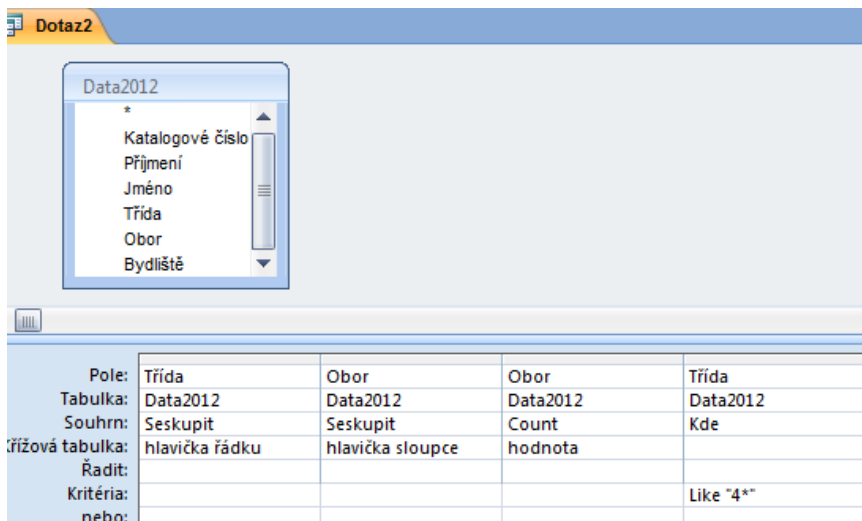 Dotaz2
Data2012
*
Katalogové číslo
Příjmení
Jméno
Třída
Obor
Bydliště
Pole: Třída Obor Obor Třída
Tabulka: Data2012 Data2012 Data2012 Data2012
Souhrn: Seskupit Seskupit Count Kde
Křížová tabulka: hlavička řádku hlavička sloupce hodnota
Řadit:
Kritéria: Like "4*"
nebo: